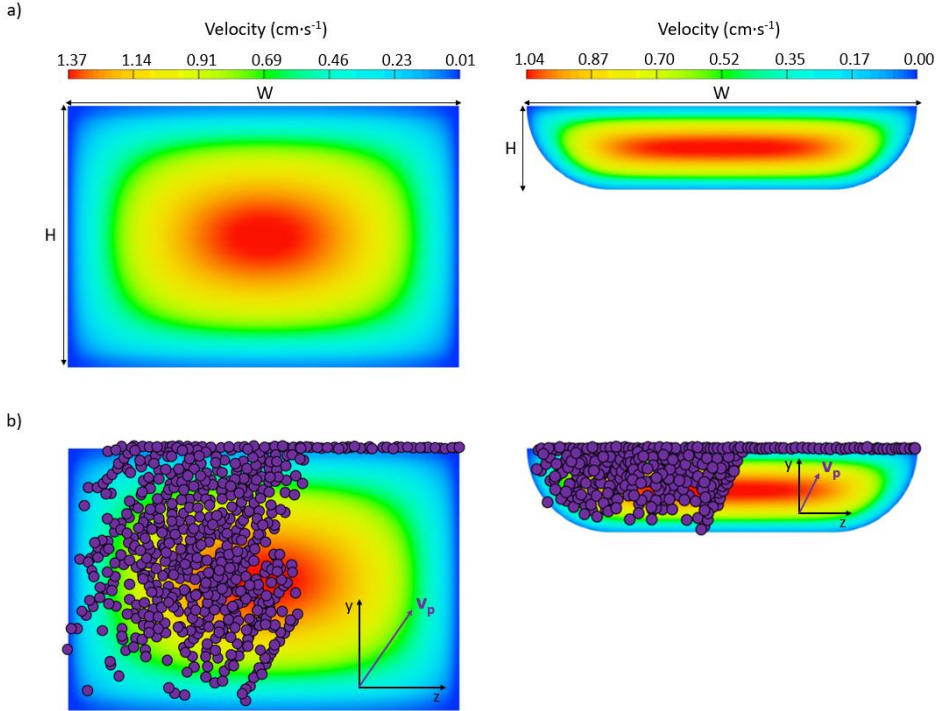 a)
Velocity (cm·s⁻¹) Velocity (cm·s⁻¹)
1.37 1.14 0.91 0.69 0.46 0.23 0.01 1.04 0.87 0.70 0.52 0.35 0.17 0.00
W W
H H
b)
y vp z y vp z